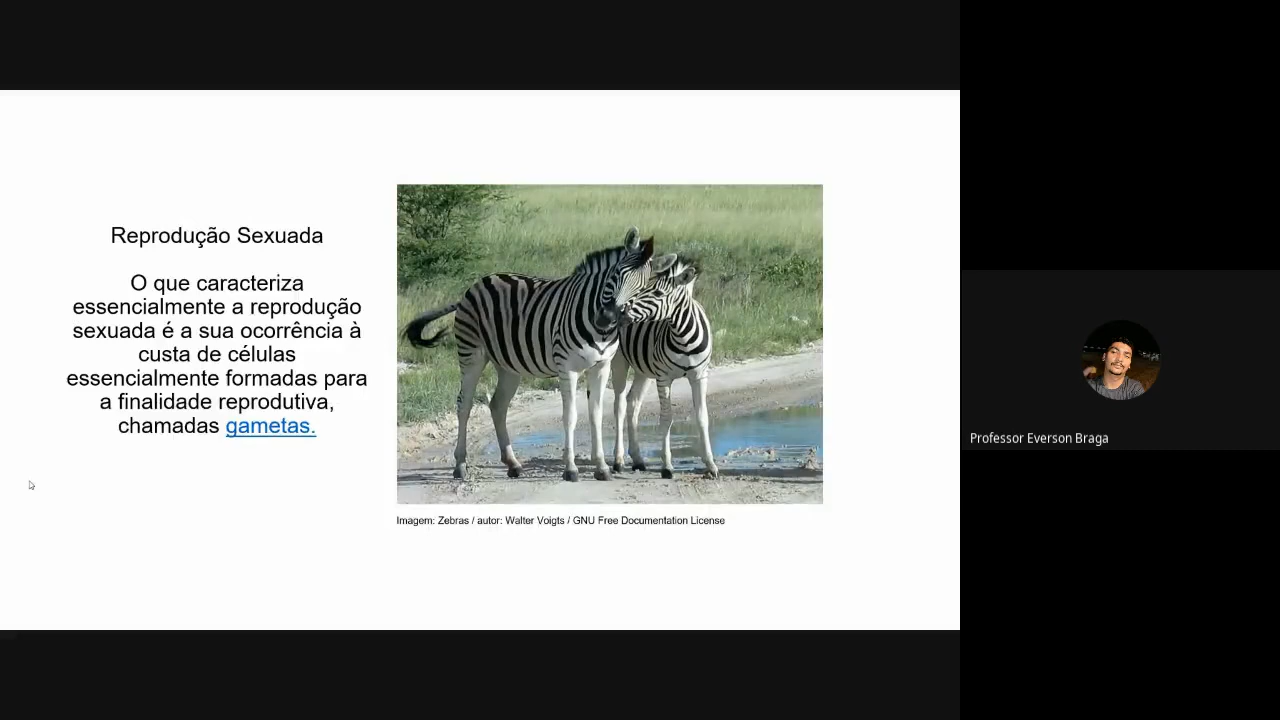 Reprodução Sexuada
O que caracteriza
essencialmente a reprodução
sexuada é a sua ocorrência à
custa de células
essencialmente formadas para
a finalidade reprodutiva,
chamadas gametas.
Imagem: Zebras / autor: Walter Voigts / GNU Free Documentation License
Professor Everson Braga